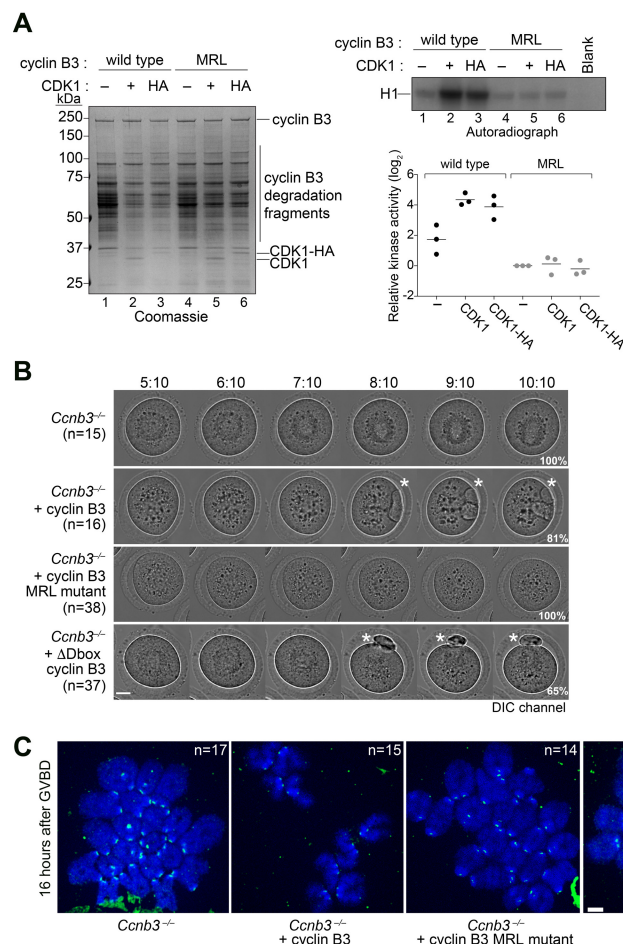 A
cyclin B3 : wild type MRL
CDK1 : – + HA – + HA
kDa
250
150
100
75
50
37
25
cyclin B3
cyclin B3
degradation
fragments
CDK1-HA
CDK1
1 2 3 4 5 6
Coomassie
cyclin B3 : wild type MRL Blank
CDK1 : – + HA – + HA
H1
1 2 3 4 5 6
Autoradiograph
Relative kinase activity (log2)
wild type MRL
6
4
2
0
-2
– CDK1 CDK1-HA – CDK1 CDK1-HA
B
5:10 6:10 7:10 8:10 9:10 10:10
Ccnb3–/–
(n=15)
100%
Ccnb3–/–
+ cyclin B3
(n=16)
* * *
81%
Ccnb3–/–
+ cyclin B3
MRL mutant
(n=38)
100%
Ccnb3–/–
+ ΔDbox
cyclin B3
(n=37)
* * *
65%
DIC channel
C
16 hours after GVBD
n=17 n=15 n=14
Ccnb3–/– Ccnb3–/– Ccnb3–/–
+ cyclin B3 + cyclin B3 MRL mutant